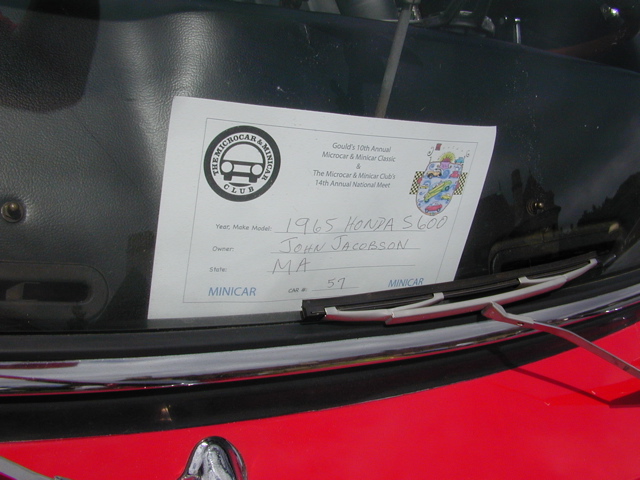 THE MICROCAR & MINICAR
CLUB
Gould's 10th Annual
Microcar & Minicar Classic
&
The Microcar & Minicar Club's
14th Annual National Meet
Year, Make Model: 1965 HONDA S600
Owner: JOHN JACOBSON
State: MA
MINICAR CAR #: 57 MINICAR